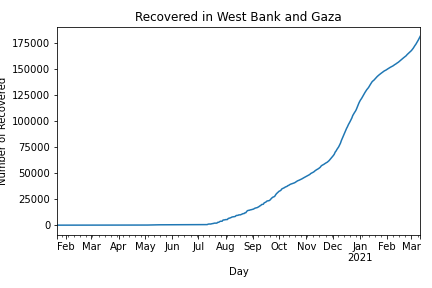 Recovered in West Bank and Gaza
Number of Recovered
175000
150000
125000
100000
75000
50000
25000
0
Feb Mar Apr May Jun Jul Aug Sep Oct Nov Dec Jan Feb Mar
2021
Day